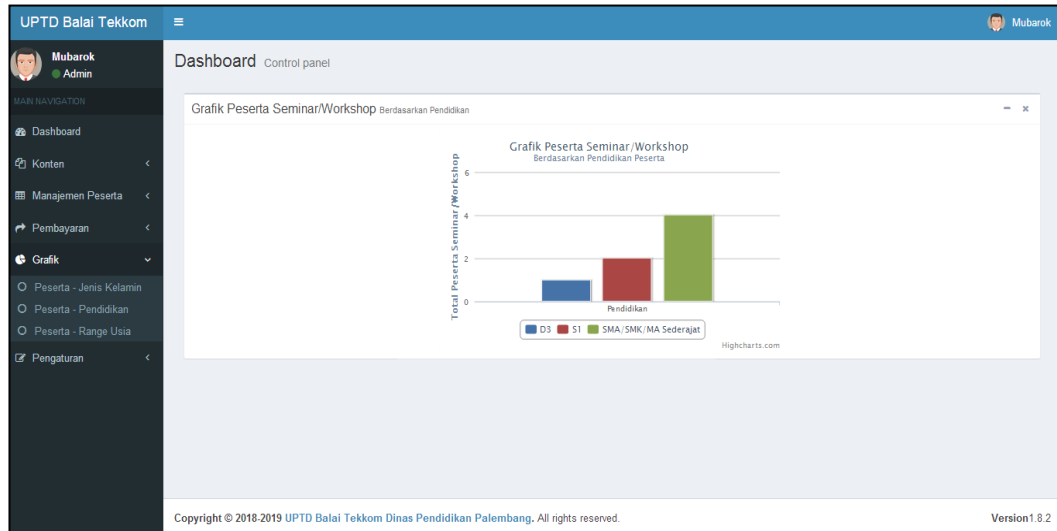 UPTD Balai Tekkom
Mubarok
Mubarok
Admin
MAIN NAVIGATION
Dashboard
Konten
Manajemen Peserta
Pembayaran
Grafik
Peserta - Jenis Kelamin
Peserta - Pendidikan
Peserta - Range Usia
Pengaturan
Dashboard Control panel
Grafik Peserta Seminar/Workshop Berdasarkan Pendidikan
Grafik Peserta Seminar/Workshop
Berdasarkan Pendidikan Peserta
Total Peserta Seminar/Workshop
6
4
2
0
Pendidikan
D3 S1 SMA/SMK/MA Sederajat
Highcharts.com
Copyright © 2018-2019 UPTD Balai Tekkom Dinas Pendidikan Palembang. All rights reserved. Version1.8.2